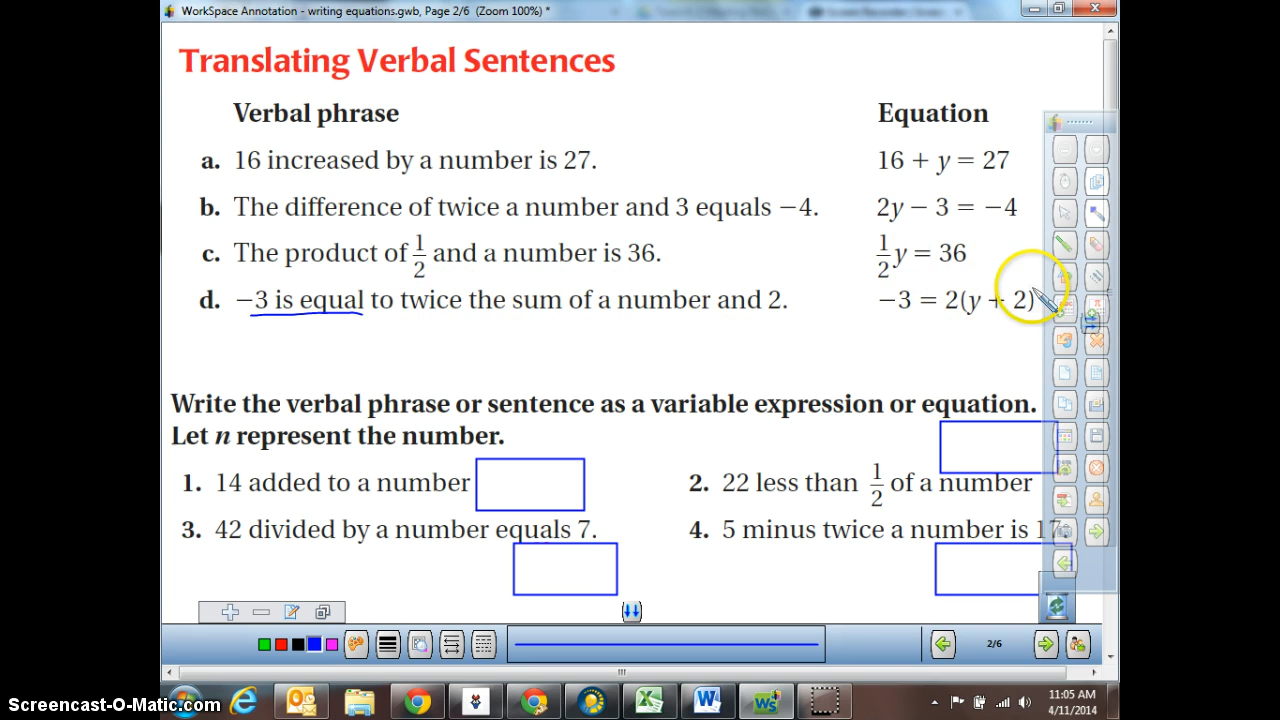 WorkSpace Annotation - writing equations.gwb, Page 2/6 (Zoom 100%) *
Translating Verbal Sentences
Verbal phrase Equation
a. 16 increased by a number is 27. 16 + y = 27
b. The difference of twice a number and 3 equals −4. 2y − 3 = −4
c. The product of 1/2 and a number is 36. 1/2 y = 36
d. −3 is equal to twice the sum of a number and 2. −3 = 2(y + 2)
Write the verbal phrase or sentence as a variable expression or equation.
Let n represent the number.
1. 14 added to a number 2. 22 less than 1/2 of a number
3. 42 divided by a number equals 7. 4. 5 minus twice a number is 17.
2/6
11:05 AM
4/11/2014
Screencast-O-Matic.com